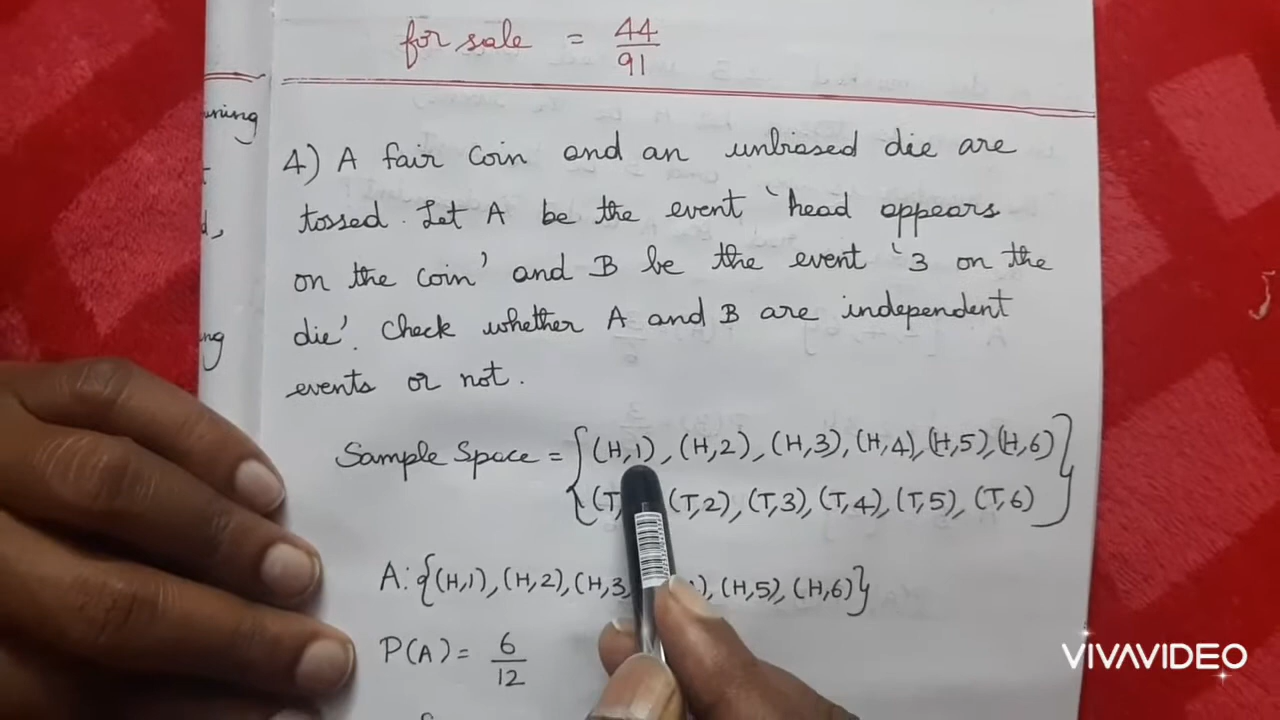 for sale = 44/91
4) A fair coin and an unbiased die are
tossed. Let A be the event 'head appears
on the coin' and B be the event '3 on the
die'. Check whether A and B are independent
events or not.
Sample Space = {(H,1), (H,2), (H,3), (H,4), (H,5), (H,6)
(T, (T,2), (T,3), (T,4), (T,5), (T,6)}
A: {(H,1), (H,2), (H,3 ), (H,5), (H,6)}
P(A) = 6/12
VIVAVIDEO